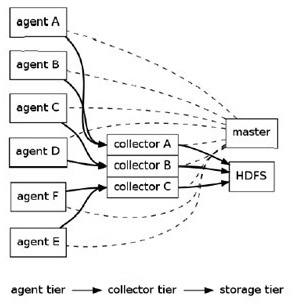 agent A
agent B
agent C
agent D
agent F
agent E
collector A
collector B
collector C
master
HDFS
agent tier collector tier storage tier